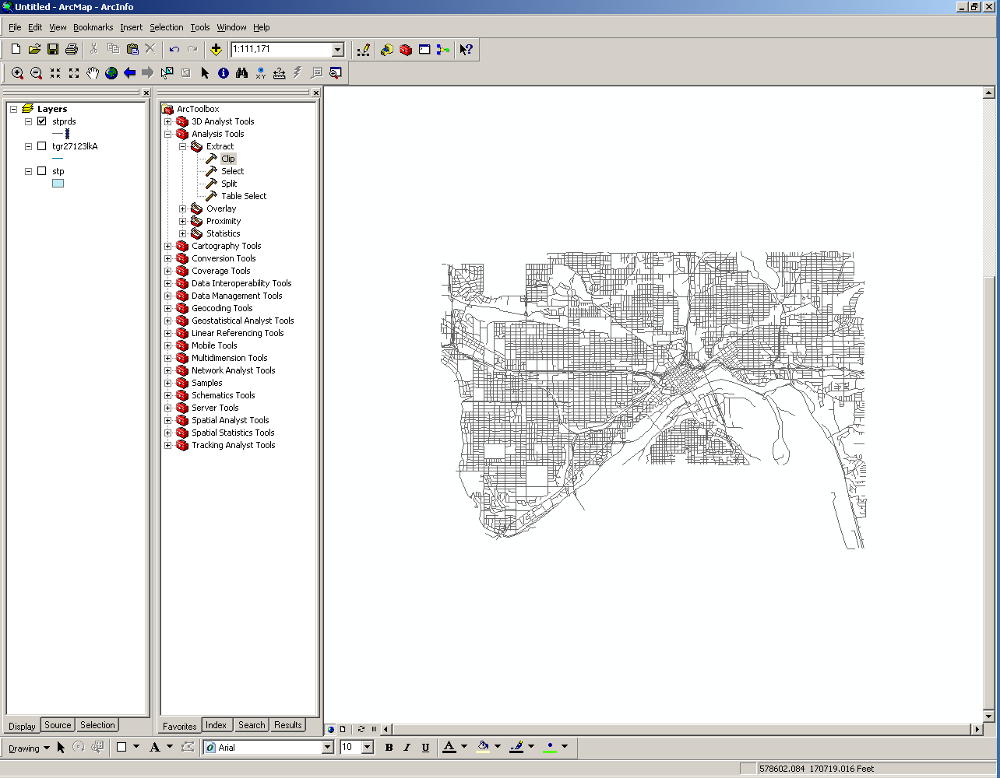 Untitled - ArcMap - ArcInfo
File Edit View Bookmarks Insert Selection Tools Window Help
1:111,171
Layers
stprds
tgr27123lkA
stp
Display Source Selection
ArcToolbox
3D Analyst Tools
Analysis Tools
Extract
Clip
Select
Split
Table Select
Overlay
Proximity
Statistics
Cartography Tools
Conversion Tools
Coverage Tools
Data Interoperability Tools
Data Management Tools
Geocoding Tools
Geostatistical Analyst Tools
Linear Referencing Tools
Mobile Tools
Multidimension Tools
Network Analyst Tools
Samples
Schematics Tools
Server Tools
Spatial Analyst Tools
Spatial Statistics Tools
Tracking Analyst Tools
Favorites Index Search Results
Drawing A Arial 10 B I U A
578602.084 170719.016 Feet